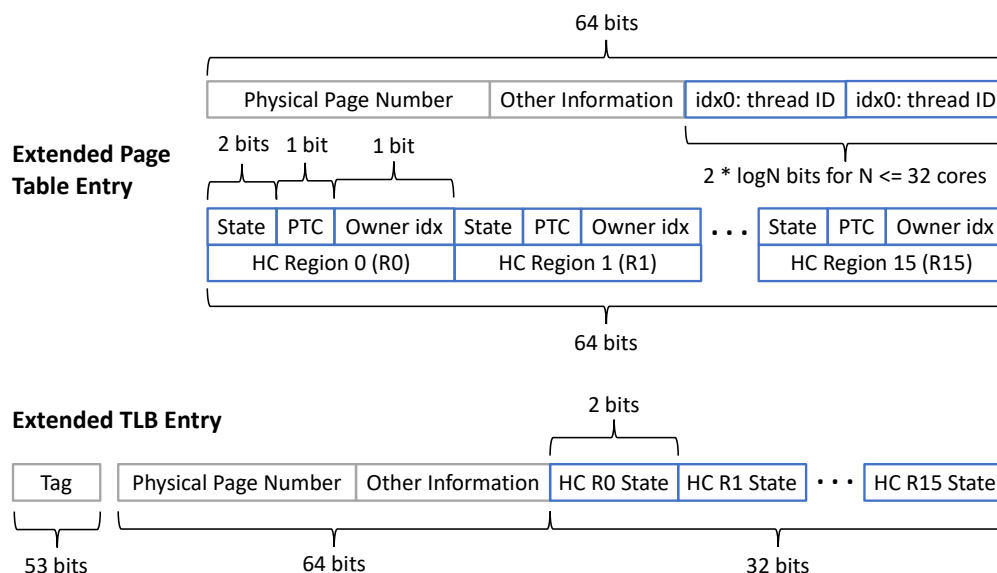 64 bits
Physical Page Number Other Information idx0: thread ID idx0: thread ID
2 bits 1 bit 1 bit
2 * logN bits for N <= 32 cores
Extended Page
Table Entry
State PTC Owner idx State PTC Owner idx ... State PTC Owner idx
HC Region 0 (R0) HC Region 1 (R1) HC Region 15 (R15)
64 bits
Extended TLB Entry
2 bits
Tag Physical Page Number Other Information HC R0 State HC R1 State ... HC R15 State
53 bits 64 bits 32 bits